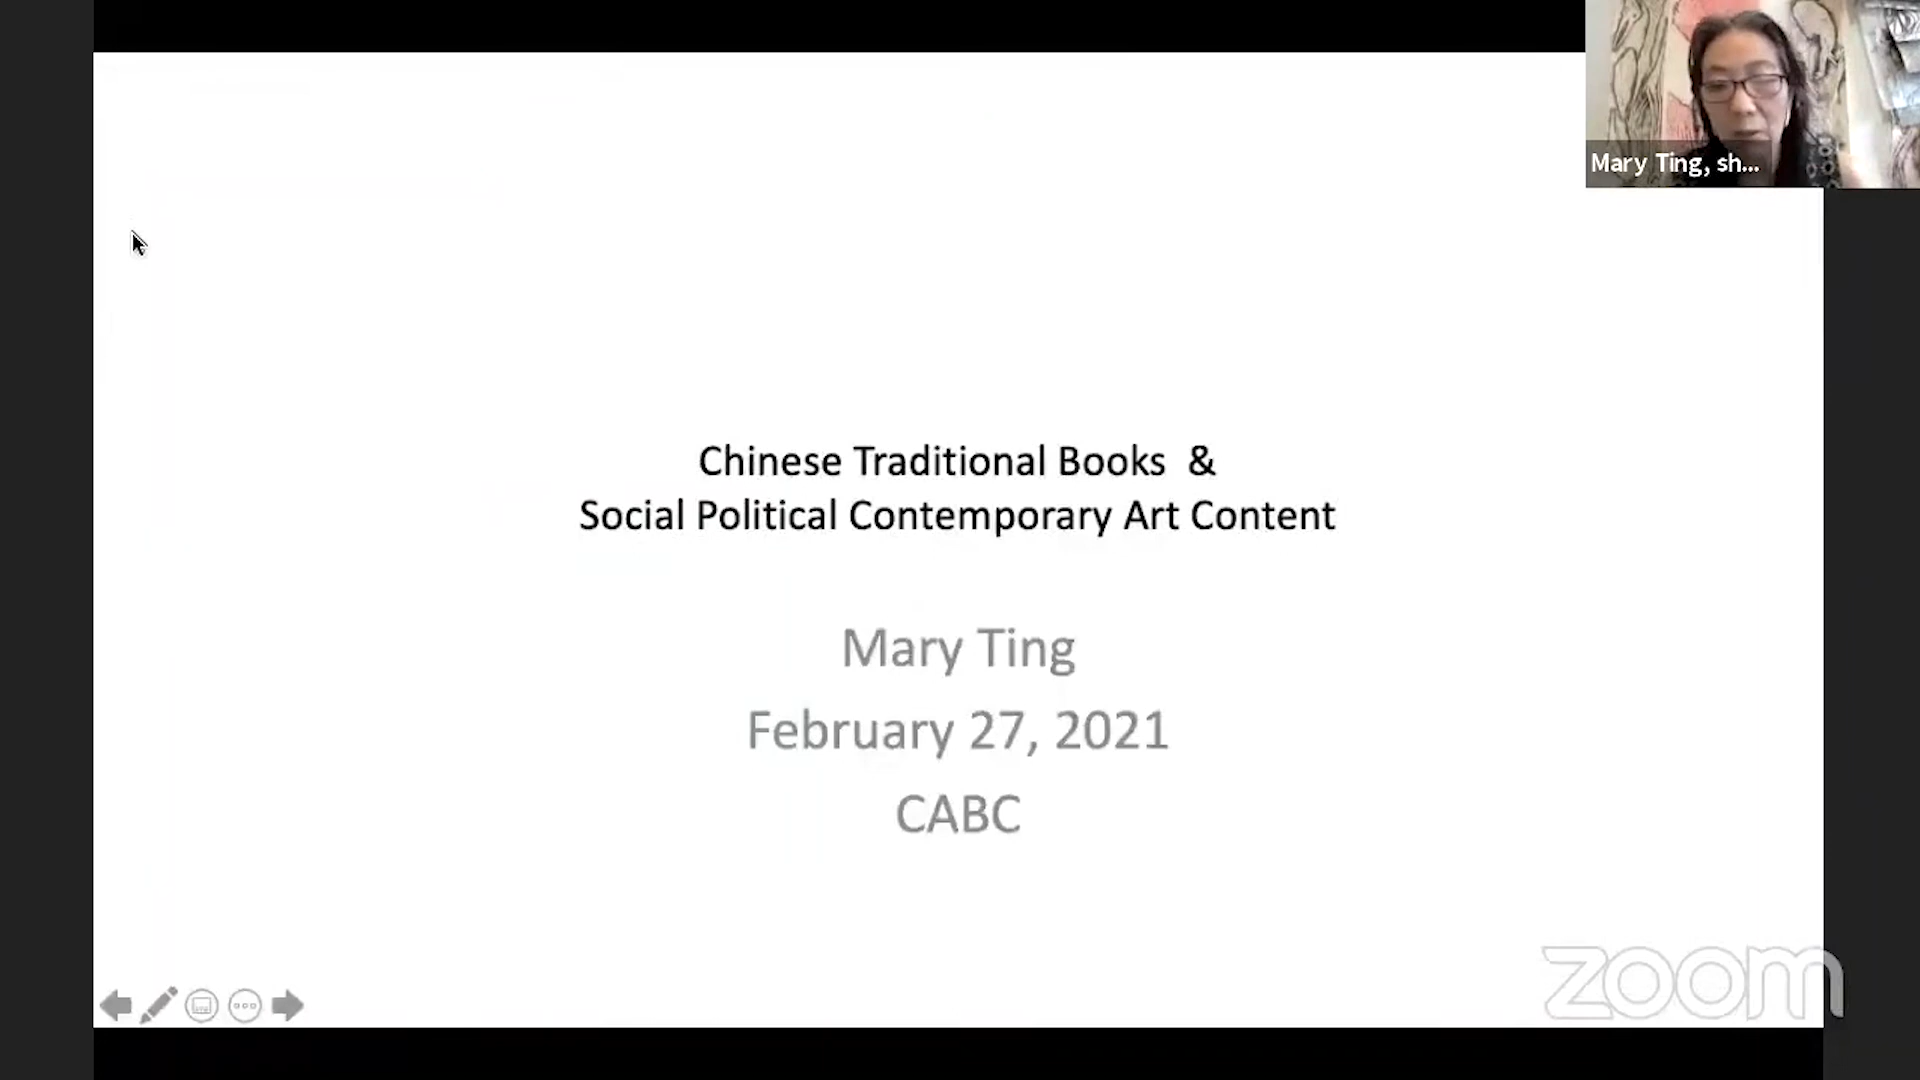 Mary Ting, sh...
Chinese Traditional Books &
Social Political Contemporary Art Content
Mary Ting
February 27, 2021
CABC
zoom